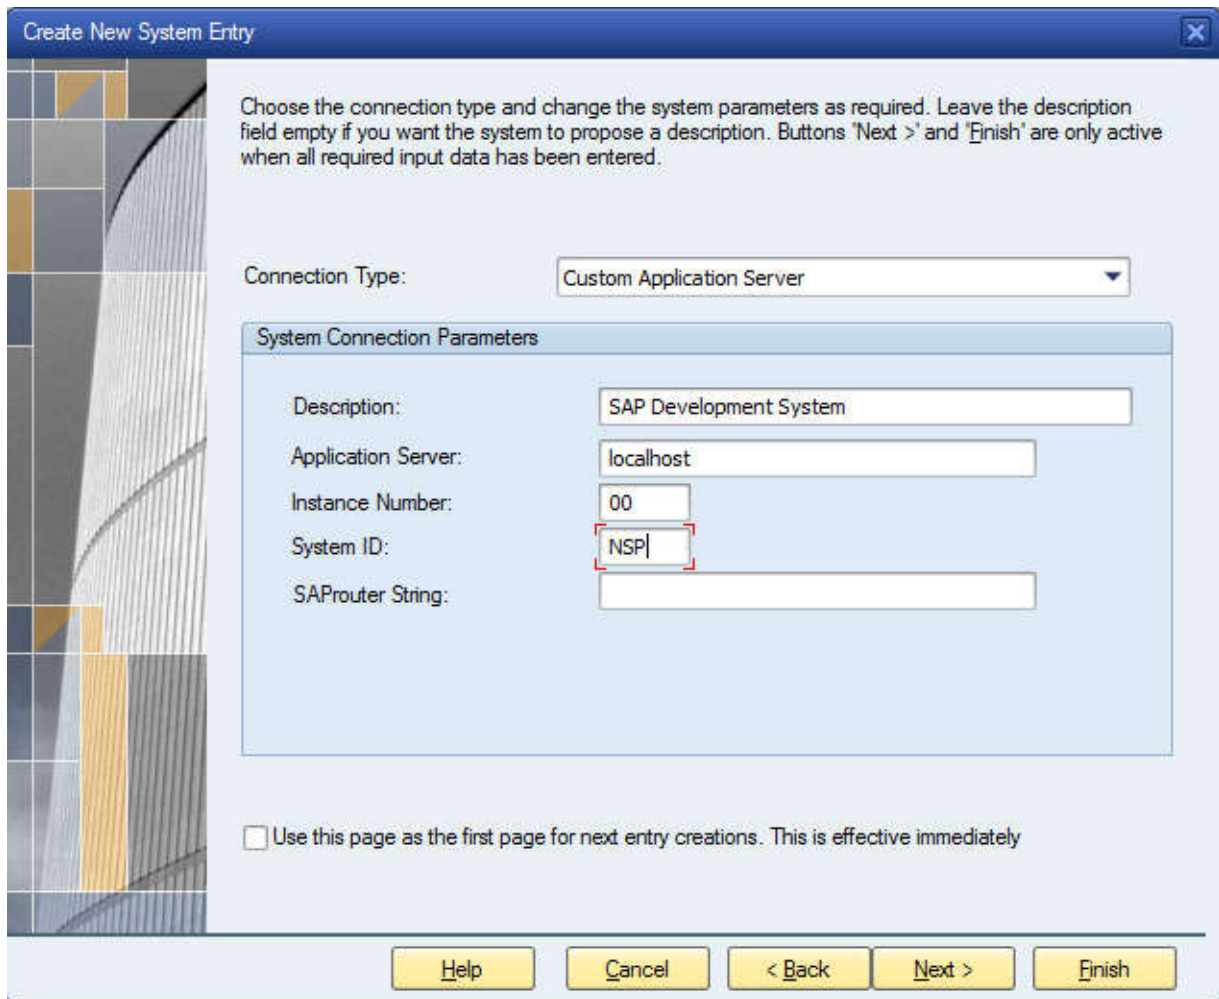 Create New System Entry
Choose the connection type and change the system parameters as required. Leave the description
field empty if you want the system to propose a description. Buttons 'Next >' and 'Finish' are only active
when all required input data has been entered.
Connection Type: Custom Application Server
System Connection Parameters
Description: SAP Development System
Application Server: localhost
Instance Number: 00
System ID: NSP
SAProuter String:
Use this page as the first page for next entry creations. This is effective immediately
Help Cancel < Back Next > Finish